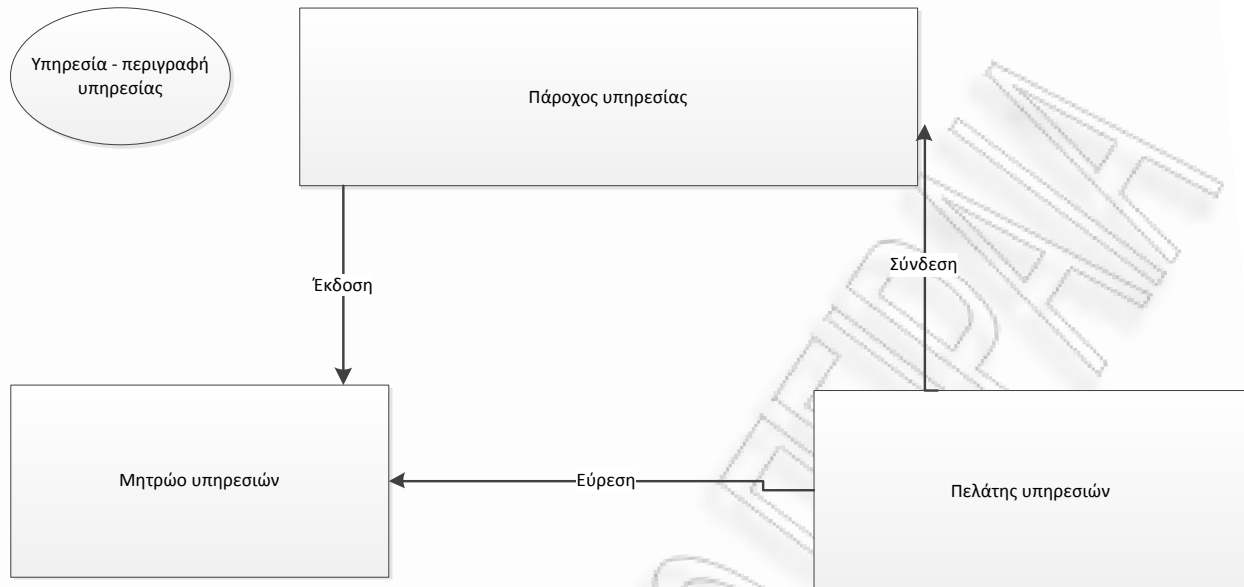 Υπηρεσία - περιγραφή
υπηρεσίας
Πάροχος υπηρεσίας
Έκδοση
Σύνδεση
Μητρώο υπηρεσιών
Εύρεση
Πελάτης υπηρεσιών